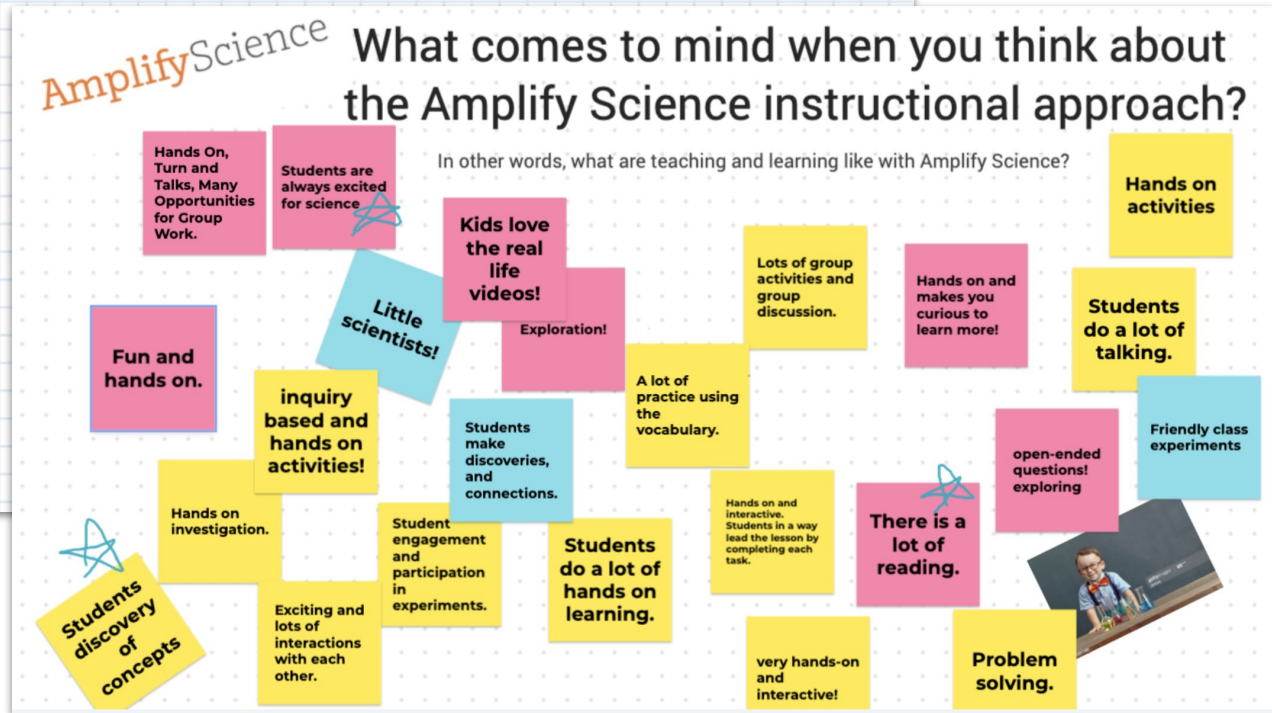 AmplifyScience
What comes to mind when you think about
the Amplify Science instructional approach?
In other words, what are teaching and learning like with Amplify Science?
Hands On,
Turn and
Talks, Many
Opportunities
for Group
Work.
Students are
always excited
for science
Kids love
the real
life
videos!
Hands on
activities
Little
scientists!
Exploration!
Lots of group
activities and
group
discussion.
Hands on and
makes you
curious to
learn more!
Students
do a lot of
talking.
Fun and
hands on.
inquiry
based and
hands on
activities!
Students
make
discoveries,
and
connections.
A lot of
practice using
the
vocabulary.
open-ended
questions!
exploring
Friendly class
experiments
Hands on
investigation.
Student
engagement
and
participation
in
experiments.
Students
do a lot of
hands on
learning.
Hands on and
interactive.
Students in a way
lead the lesson by
completing each
task.
There is a
lot of
reading.
Students
discovery
of
concepts
Exciting and
lots of
interactions
with each
other.
very hands-on
and
interactive!
Problem
solving.